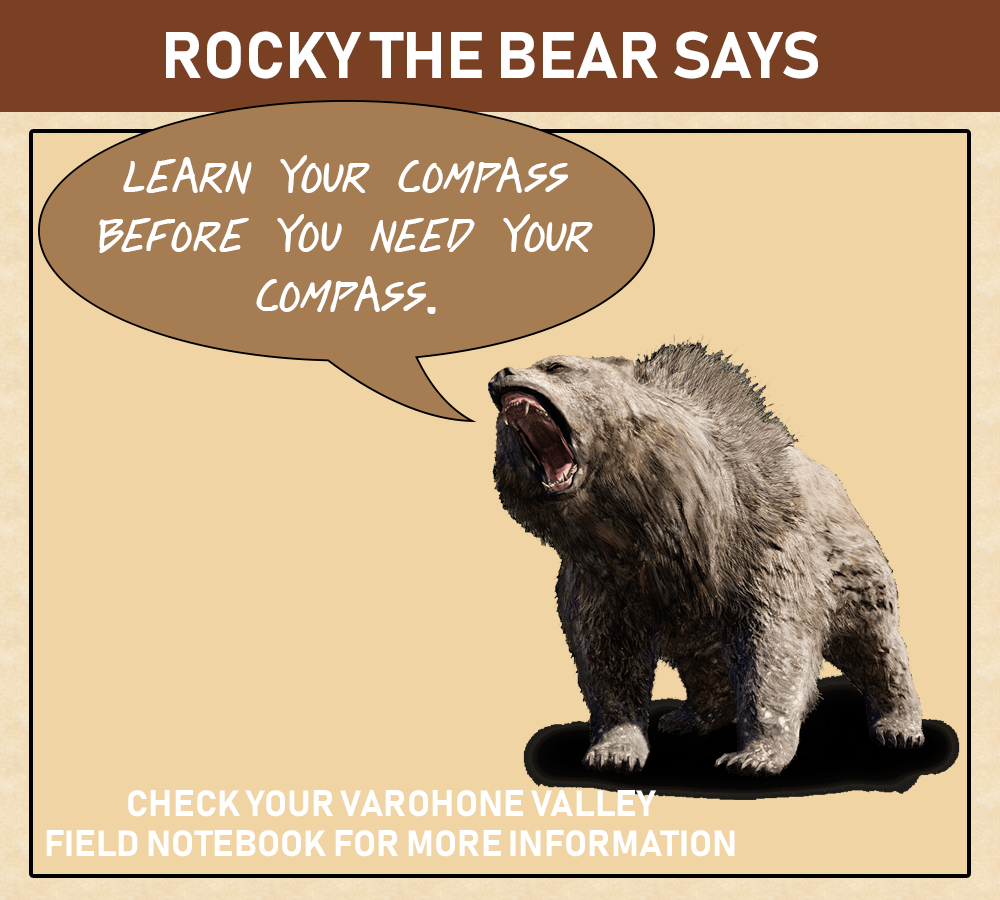 ROCKY THE BEAR SAYS
LEARN YOUR COMPASS
BEFORE YOU NEED YOUR
COMPASS.
CHECK YOUR VAROHONE VALLEY
FIELD NOTEBOOK FOR MORE INFORMATION